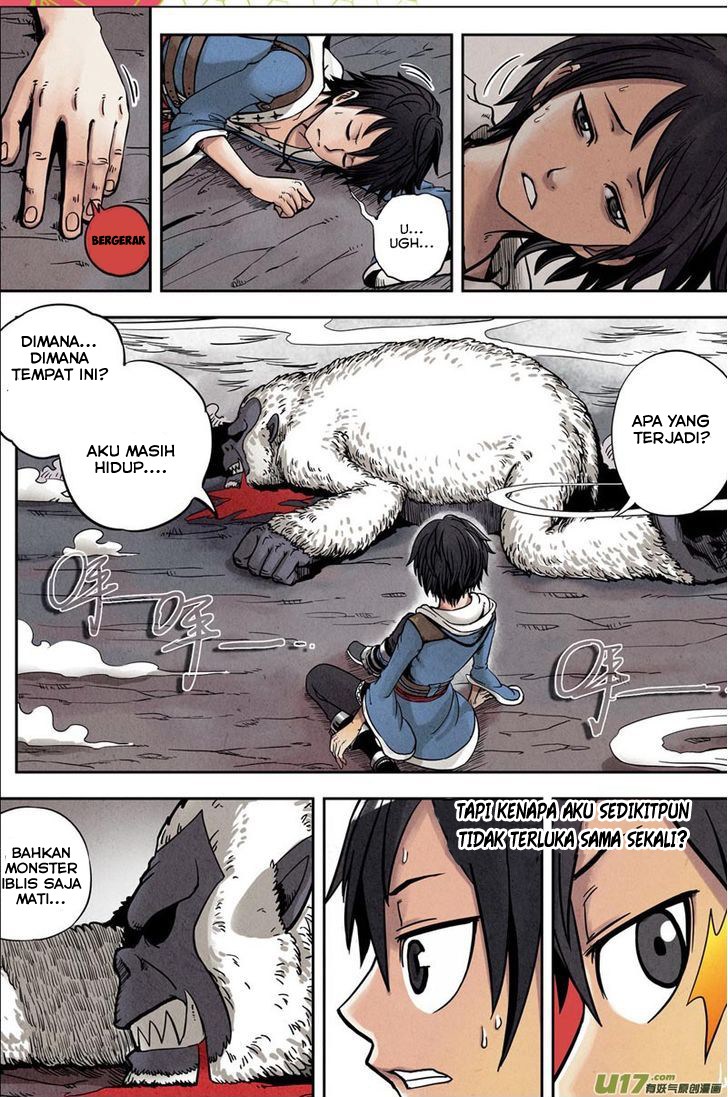 BERGERAK
U...
UGH...
DIMANA...
DIMANA
TEMPAT INI?
AKU MASIH
HIDUP....
APA YANG
TERJADI?
呼
呼
呼
BAHKAN
MONSTER
IBLIS SAJA
MATI...
TAPI KENAPA AKU SEDIKITPUN
TIDAK TERLUKA SAMA SEKALI?
U17.com
有妖气原创漫画